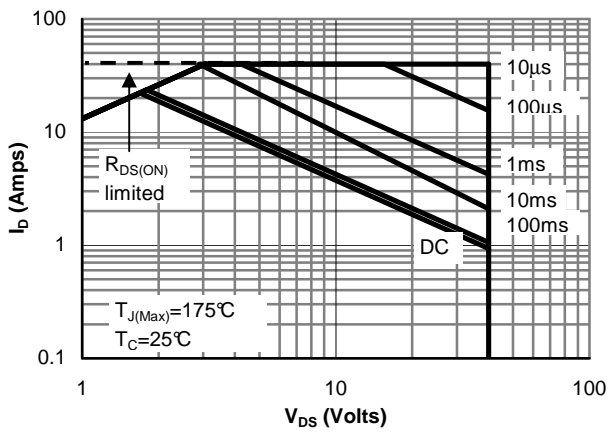 100
10
1
0.1
I_D (Amps)
R_DS(ON)
limited
10µs
100µs
1ms
10ms
100ms
DC
T_J(Max)=175°C
T_C=25°C
1
10
100
V_DS (Volts)